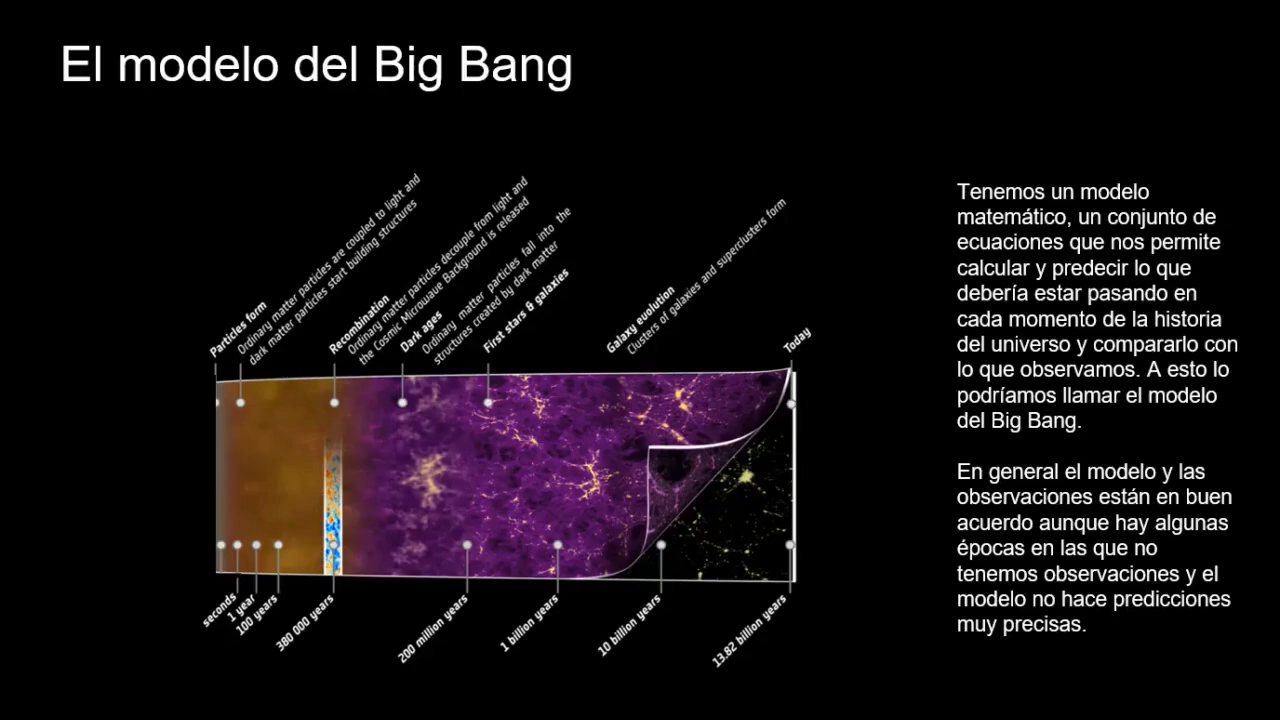 El modelo del Big Bang
Particles form
Ordinary matter particles are coupled to light and
dark matter particles start building structures
Recombination
Ordinary matter particles decouple from light and
the Cosmic Microwave Background is released
Dark ages
Ordinary matter particles fall into the
structures created by dark matter
First stars & galaxies
Galaxy evolution
Clusters of galaxies and superclusters form
Today
seconds
1 year
100 years
380 000 years
200 million years
1 billion years
10 billion years
13.82 billion years
Tenemos un modelo
matemático, un conjunto de
ecuaciones que nos permite
calcular y predecir lo que
debería estar pasando en
cada momento de la historia
del universo y compararlo con
lo que observamos. A esto lo
podríamos llamar el modelo
del Big Bang.
En general el modelo y las
observaciones están en buen
acuerdo aunque hay algunas
épocas en las que no
tenemos observaciones y el
modelo no hace predicciones
muy precisas.